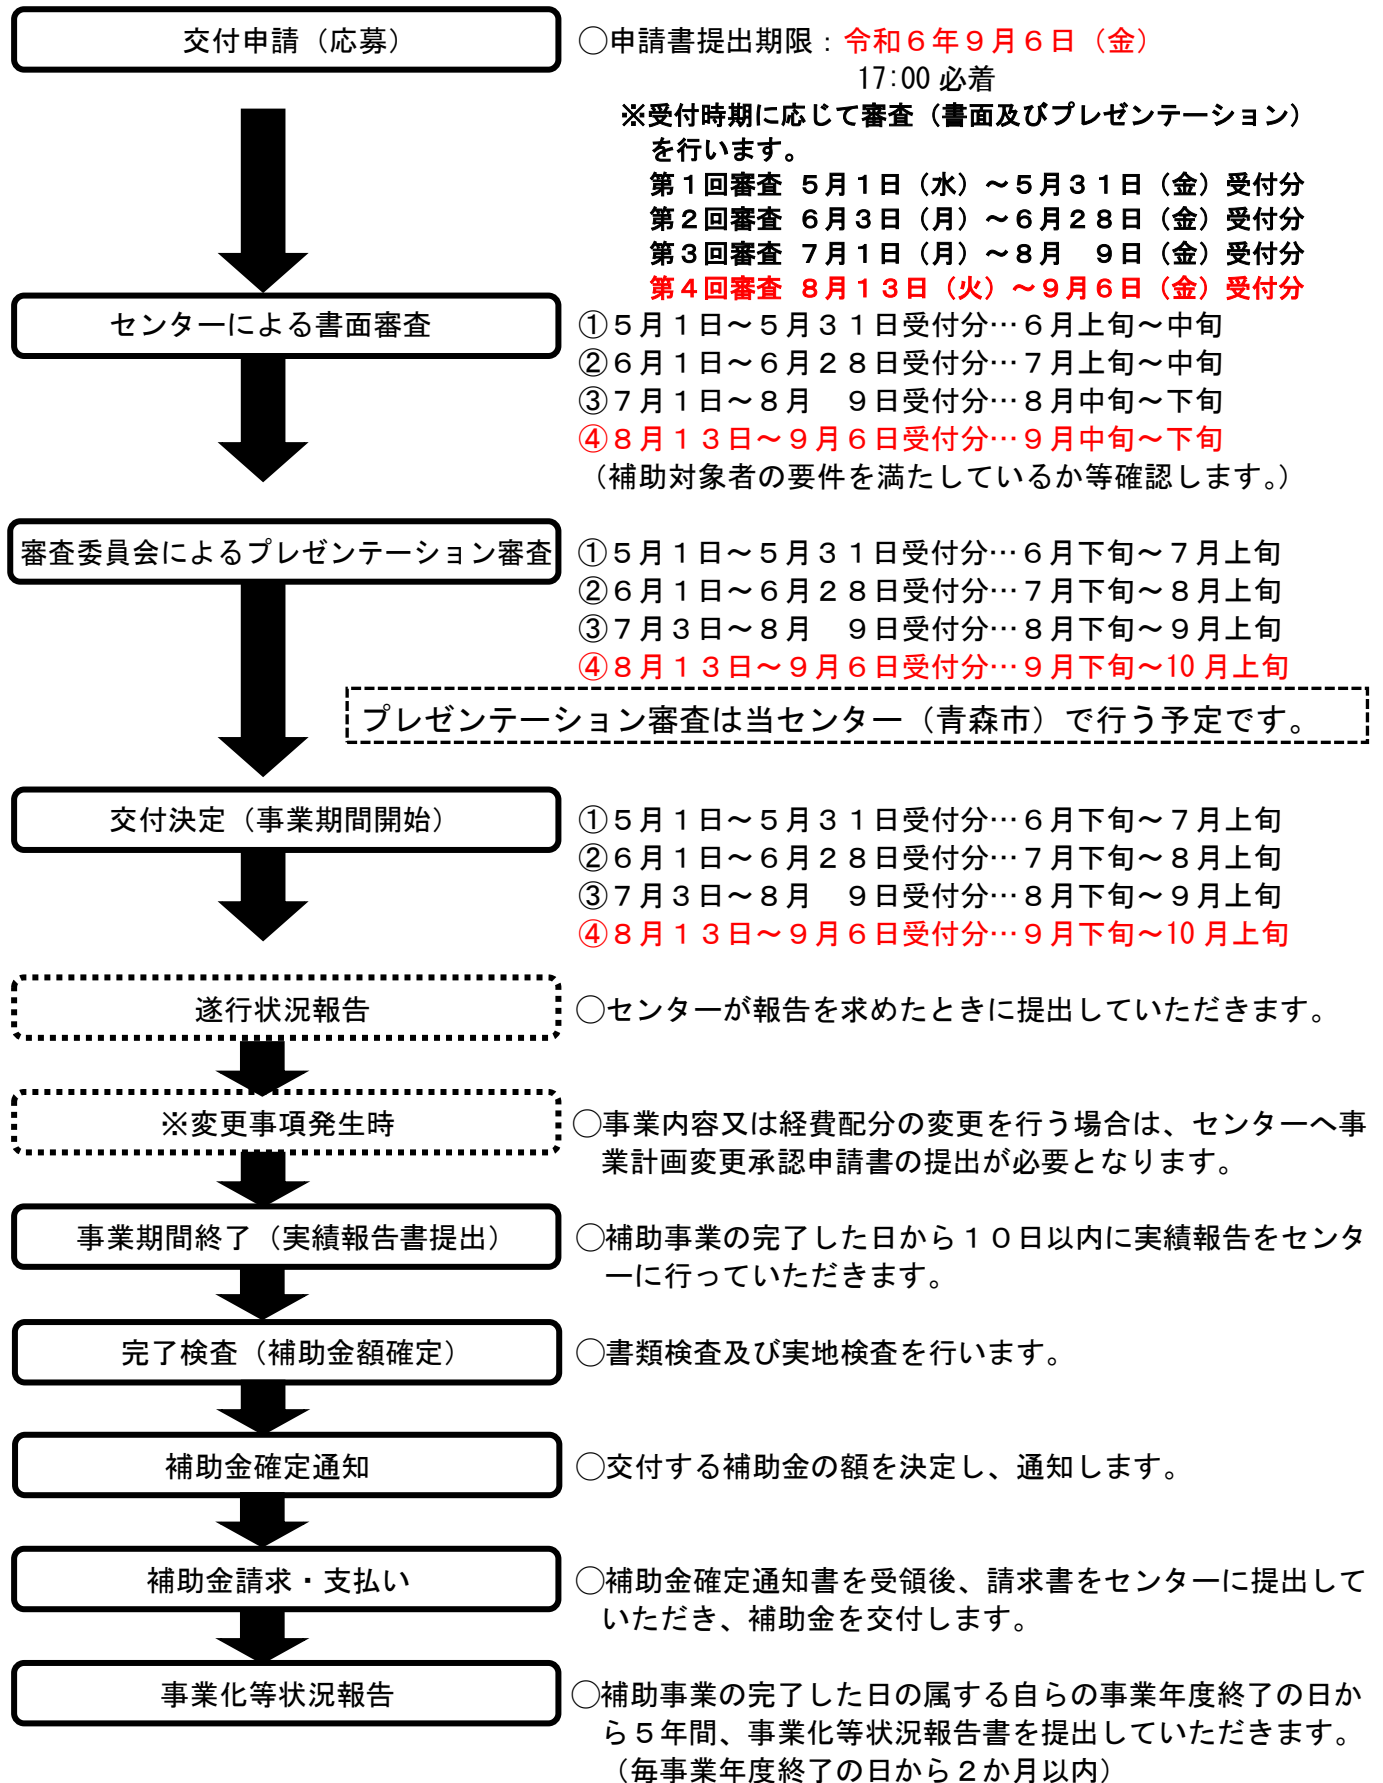 交付申請（応募）
○申請書提出期限：令和６年９月６日（金）
17:00 必着
※受付時期に応じて審査（書面及びプレゼンテーション）
を行います。
第１回審査 ５月１日（水）～５月３１日（金）受付分
第２回審査 ６月３日（月）～６月２８日（金）受付分
第３回審査 ７月１日（月）～８月　９日（金）受付分
第４回審査 ８月１３日（火）～９月６日（金）受付分
センターによる書面審査
①５月１日～５月３１日受付分…６月上旬～中旬
②６月１日～６月２８日受付分…７月上旬～中旬
③７月１日～８月　９日受付分…８月中旬～下旬
④８月１３日～９月６日受付分…９月中旬～下旬
（補助対象者の要件を満たしているか等確認します。）
審査委員会によるプレゼンテーション審査
①５月１日～５月３１日受付分…６月下旬～７月上旬
②６月１日～６月２８日受付分…７月下旬～８月上旬
③７月３日～８月　９日受付分…８月下旬～９月上旬
④８月１３日～９月６日受付分…９月下旬～10 月上旬
プレゼンテーション審査は当センター（青森市）で行う予定です。
交付決定（事業期間開始）
①５月１日～５月３１日受付分…６月下旬～７月上旬
②６月１日～６月２８日受付分…７月下旬～８月上旬
③７月３日～８月　９日受付分…８月下旬～９月上旬
④８月１３日～９月６日受付分…９月下旬～10 月上旬
遂行状況報告
○センターが報告を求めたときに提出していただきます。
※変更事項発生時
○事業内容又は経費配分の変更を行う場合は、センターへ事
業計画変更承認申請書の提出が必要となります。
事業期間終了（実績報告書提出）
○補助事業の完了した日から１０日以内に実績報告をセンタ
ーに行っていただきます。
完了検査（補助金額確定）
○書類検査及び実地検査を行います。
補助金確定通知
○交付する補助金の額を決定し、通知します。
補助金請求・支払い
○補助金確定通知書を受領後、請求書をセンターに提出して
いただき、補助金を交付します。
事業化等状況報告
○補助事業の完了した日の属する自らの事業年度終了の日か
ら５年間、事業化等状況報告書を提出していただきます。
（毎事業年度終了の日から２か月以内）